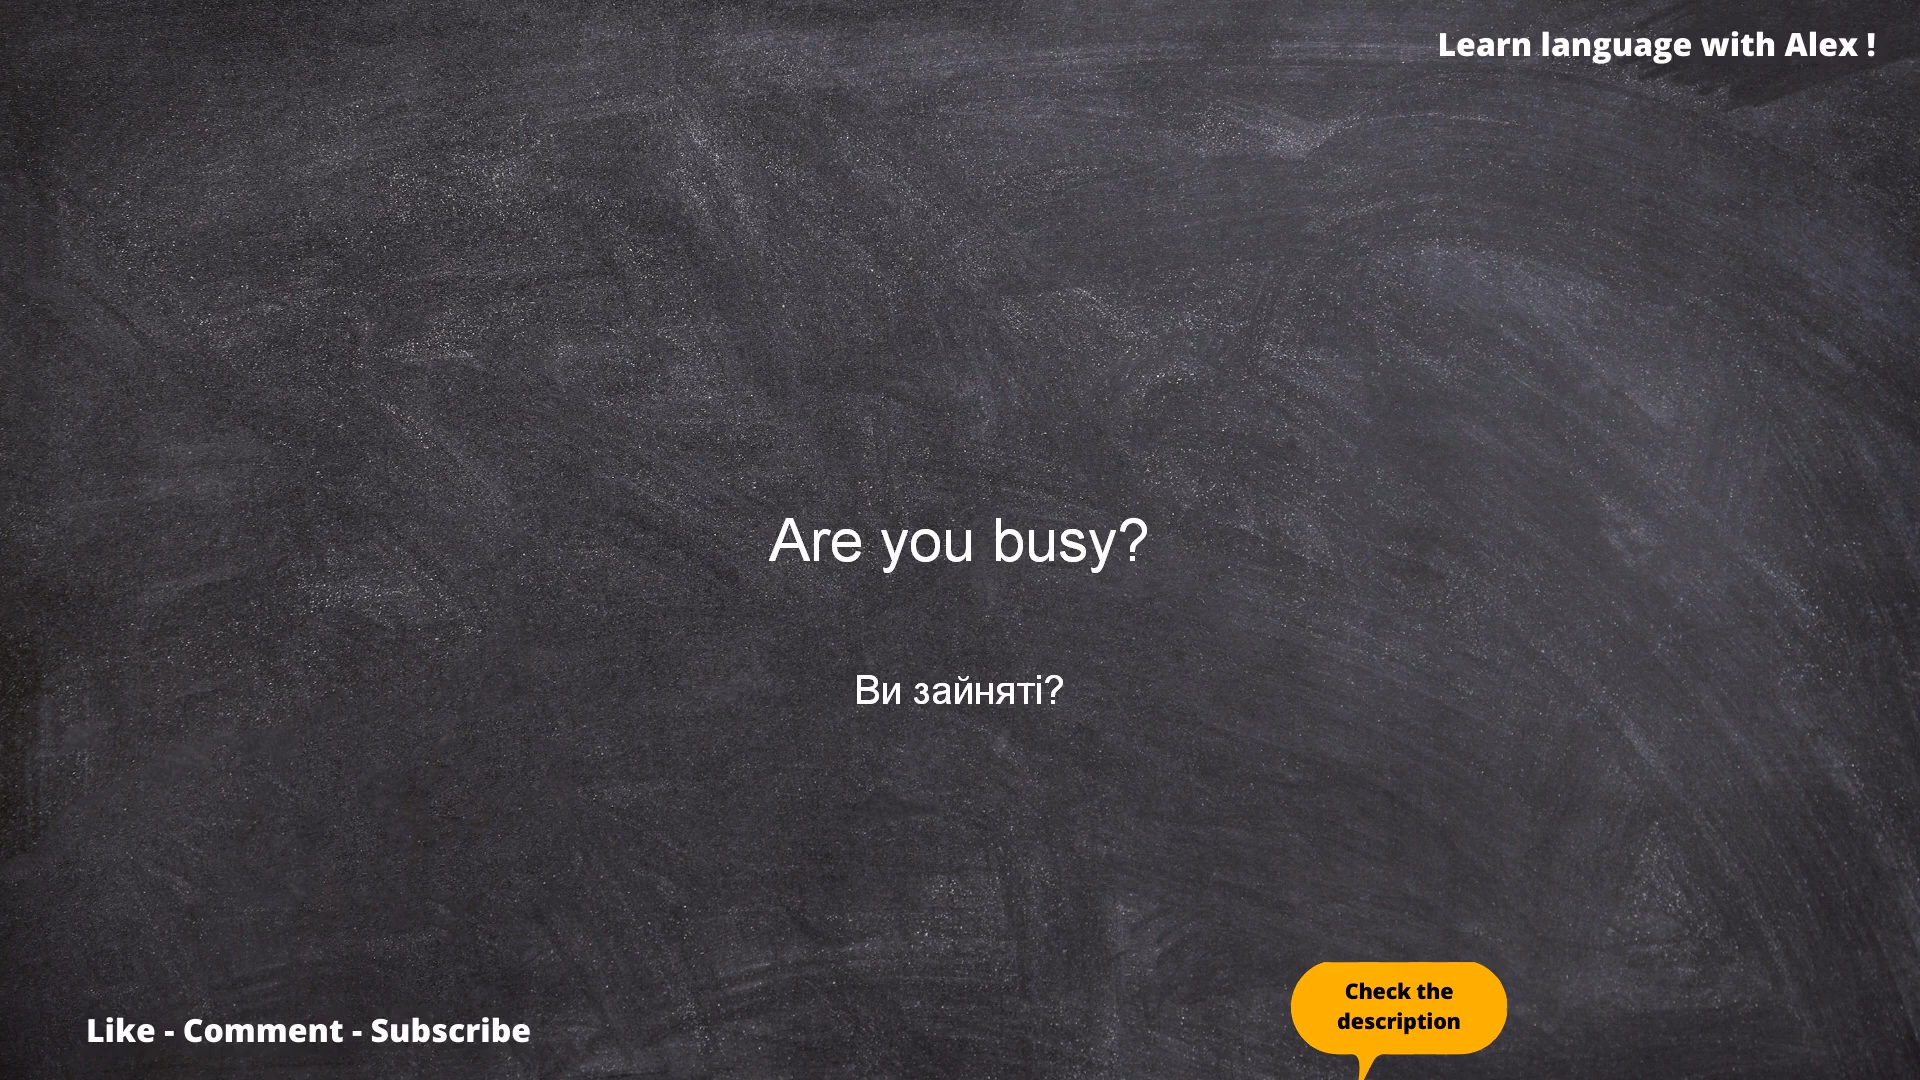 Learn language with Alex !
Are you busy?
Ви зайняті?
Check the
description
Like - Comment - Subscribe